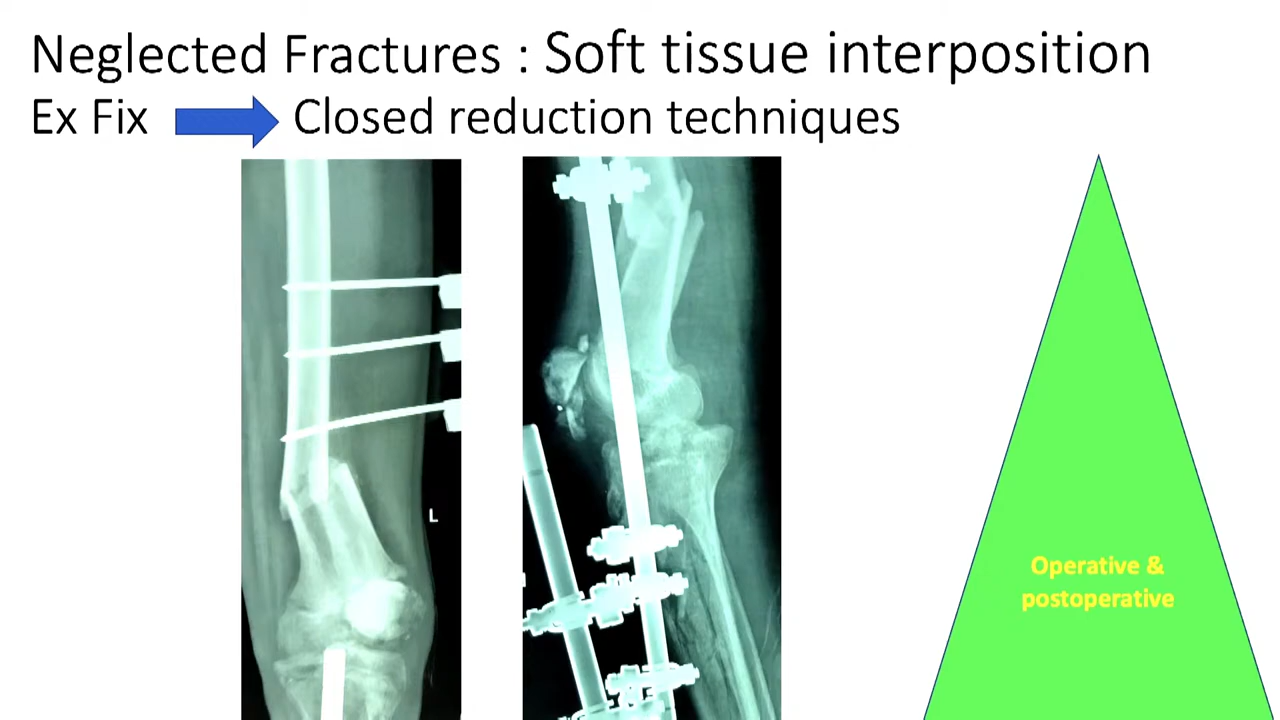 Neglected Fractures : Soft tissue interposition
Ex Fix Closed reduction techniques
L
Operative &
postoperative